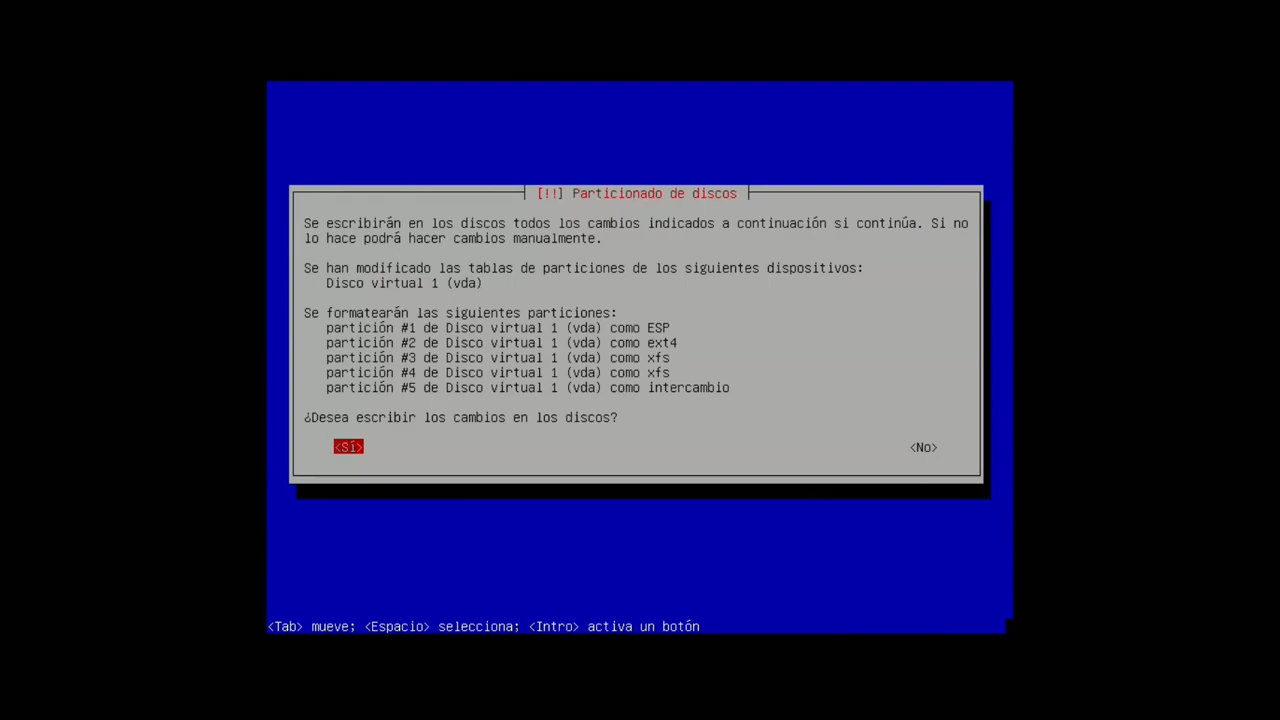 [!!] Particionado de discos
Se escribirán en los discos todos los cambios indicados a continuación si continúa. Si no
lo hace podrá hacer cambios manualmente.
Se han modificado las tablas de particiones de los siguientes dispositivos:
Disco virtual 1 (vda)
Se formatearán las siguientes particiones:
partición #1 de Disco virtual 1 (vda) como ESP
partición #2 de Disco virtual 1 (vda) como ext4
partición #3 de Disco virtual 1 (vda) como xfs
partición #4 de Disco virtual 1 (vda) como xfs
partición #5 de Disco virtual 1 (vda) como intercambio
¿Desea escribir los cambios en los discos?
<Sí> <No>
<Tab> mueve; <Espacio> selecciona; <Intro> activa un botón